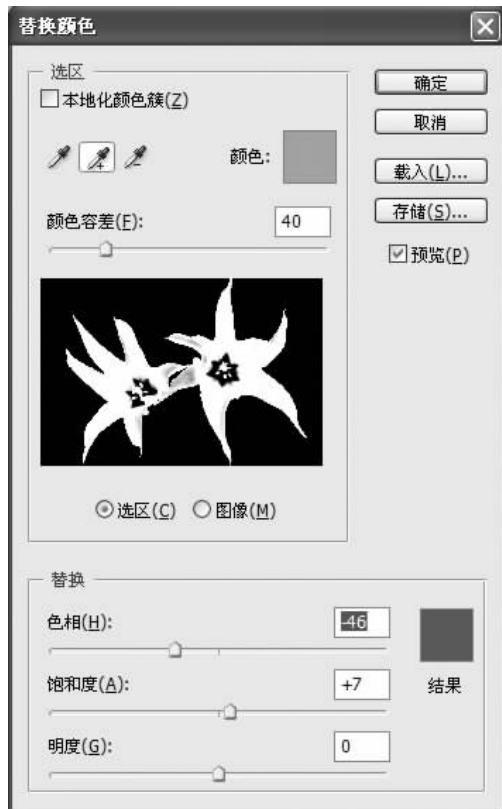 替换颜色
选区
本地化颜色簇(Z)
颜色:
颜色容差(F):
40
选区(C) 图像(M)
确定
取消
载入(L)...
存储(S)...
预览(P)
替换
色相(H):
-46
饱和度(A):
+7
结果
明度(G):
0